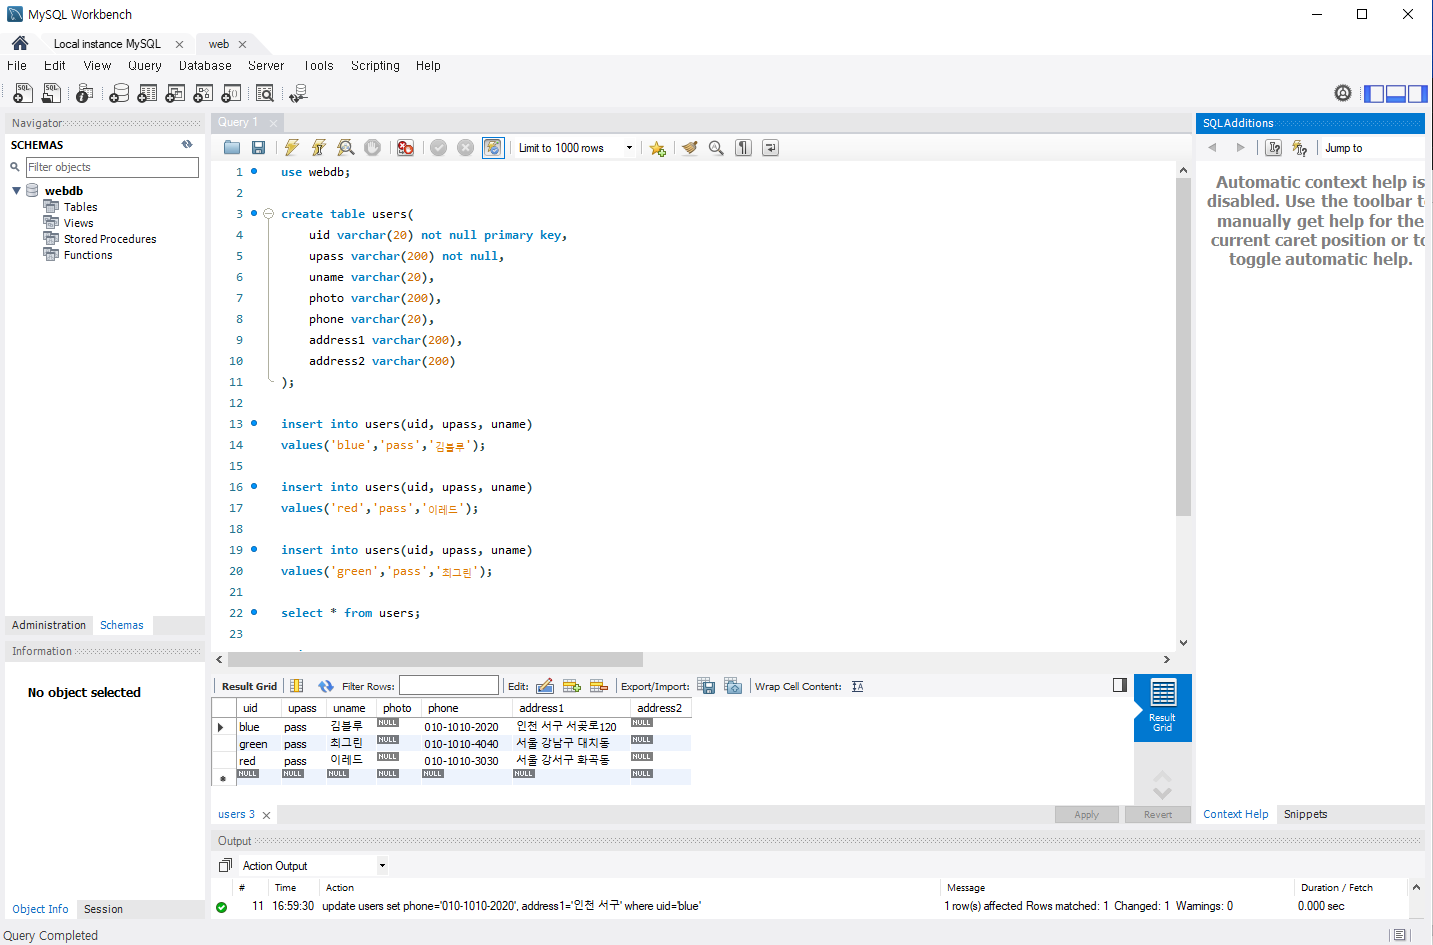 MySQL Workbench
Local instance MySQL
web
File Edit View Query Database Server Tools Scripting Help
Navigator
SCHEMAS
Filter objects
webdb
Tables
Views
Stored Procedures
Functions
Administration Schemas
Information
No object selected
Object Info Session
Query 1
Limit to 1000 rows
1 use webdb;
2
3 create table users(
4 uid varchar(20) not null primary key,
5 upass varchar(200) not null,
6 uname varchar(20),
7 photo varchar(200),
8 phone varchar(20),
9 address1 varchar(200),
10 address2 varchar(200)
11 );
12
13 insert into users(uid, upass, uname)
14 values('blue','pass','김블루');
15
16 insert into users(uid, upass, uname)
17 values('red','pass','이레드');
18
19 insert into users(uid, upass, uname)
20 values('green','pass','최그린');
21
22 select * from users;
23
Result Grid Filter Rows: Edit: Export/Import: Wrap Cell Content:
uid upass uname photo phone address1 address2
blue pass 김블루 NULL 010-1010-2020 인천 서구 서곶로120 NULL
green pass 최그린 NULL 010-1010-4040 서울 강남구 대치동 NULL
red pass 이레드 NULL 010-1010-3030 서울 강서구 화곡동 NULL
NULL NULL NULL NULL NULL NULL NULL
Result
Grid
users 3
Apply Revert
SQLAdditions
Jump to
Automatic context help is
disabled. Use the toolbar t
manually get help for the
current caret position or to
toggle automatic help.
Context Help Snippets
Output
Action Output
# Time Action Message Duration / Fetch
11 16:59:30 update users set phone='010-1010-2020', address1='인천 서구' where uid='blue' 1 row(s) affected Rows matched: 1 Changed: 1 Warnings: 0 0.000 sec
Query Completed